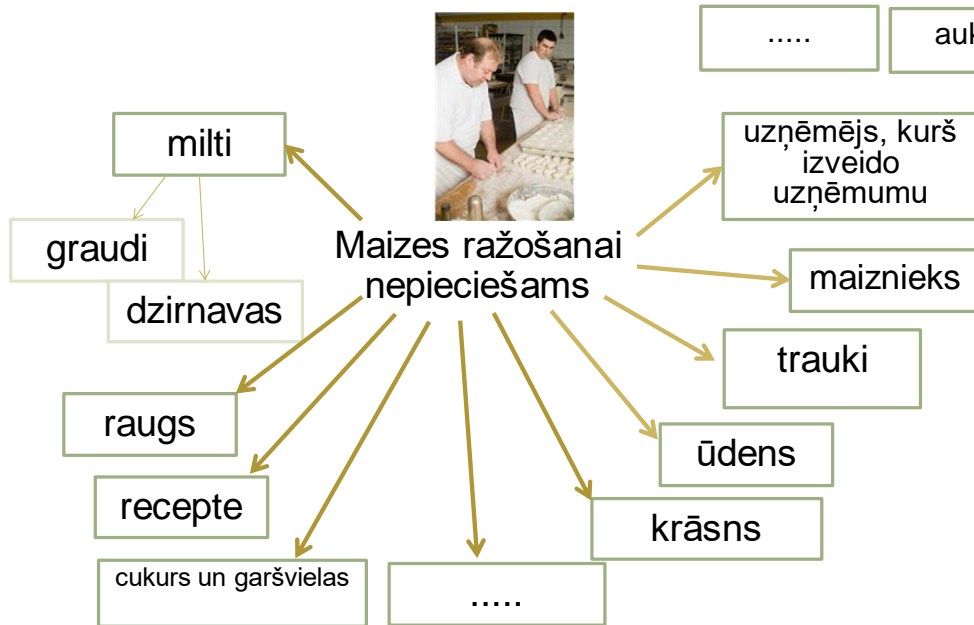 .....
milti
uzņēmējs, kurš
izveido
uzņēmumu
graudi
Maizes ražošanai
nepieciešams
maiznieks
dzirnavas
trauki
raugs
ūdens
recepte
krāsns
cukurs un garšvielas
.....